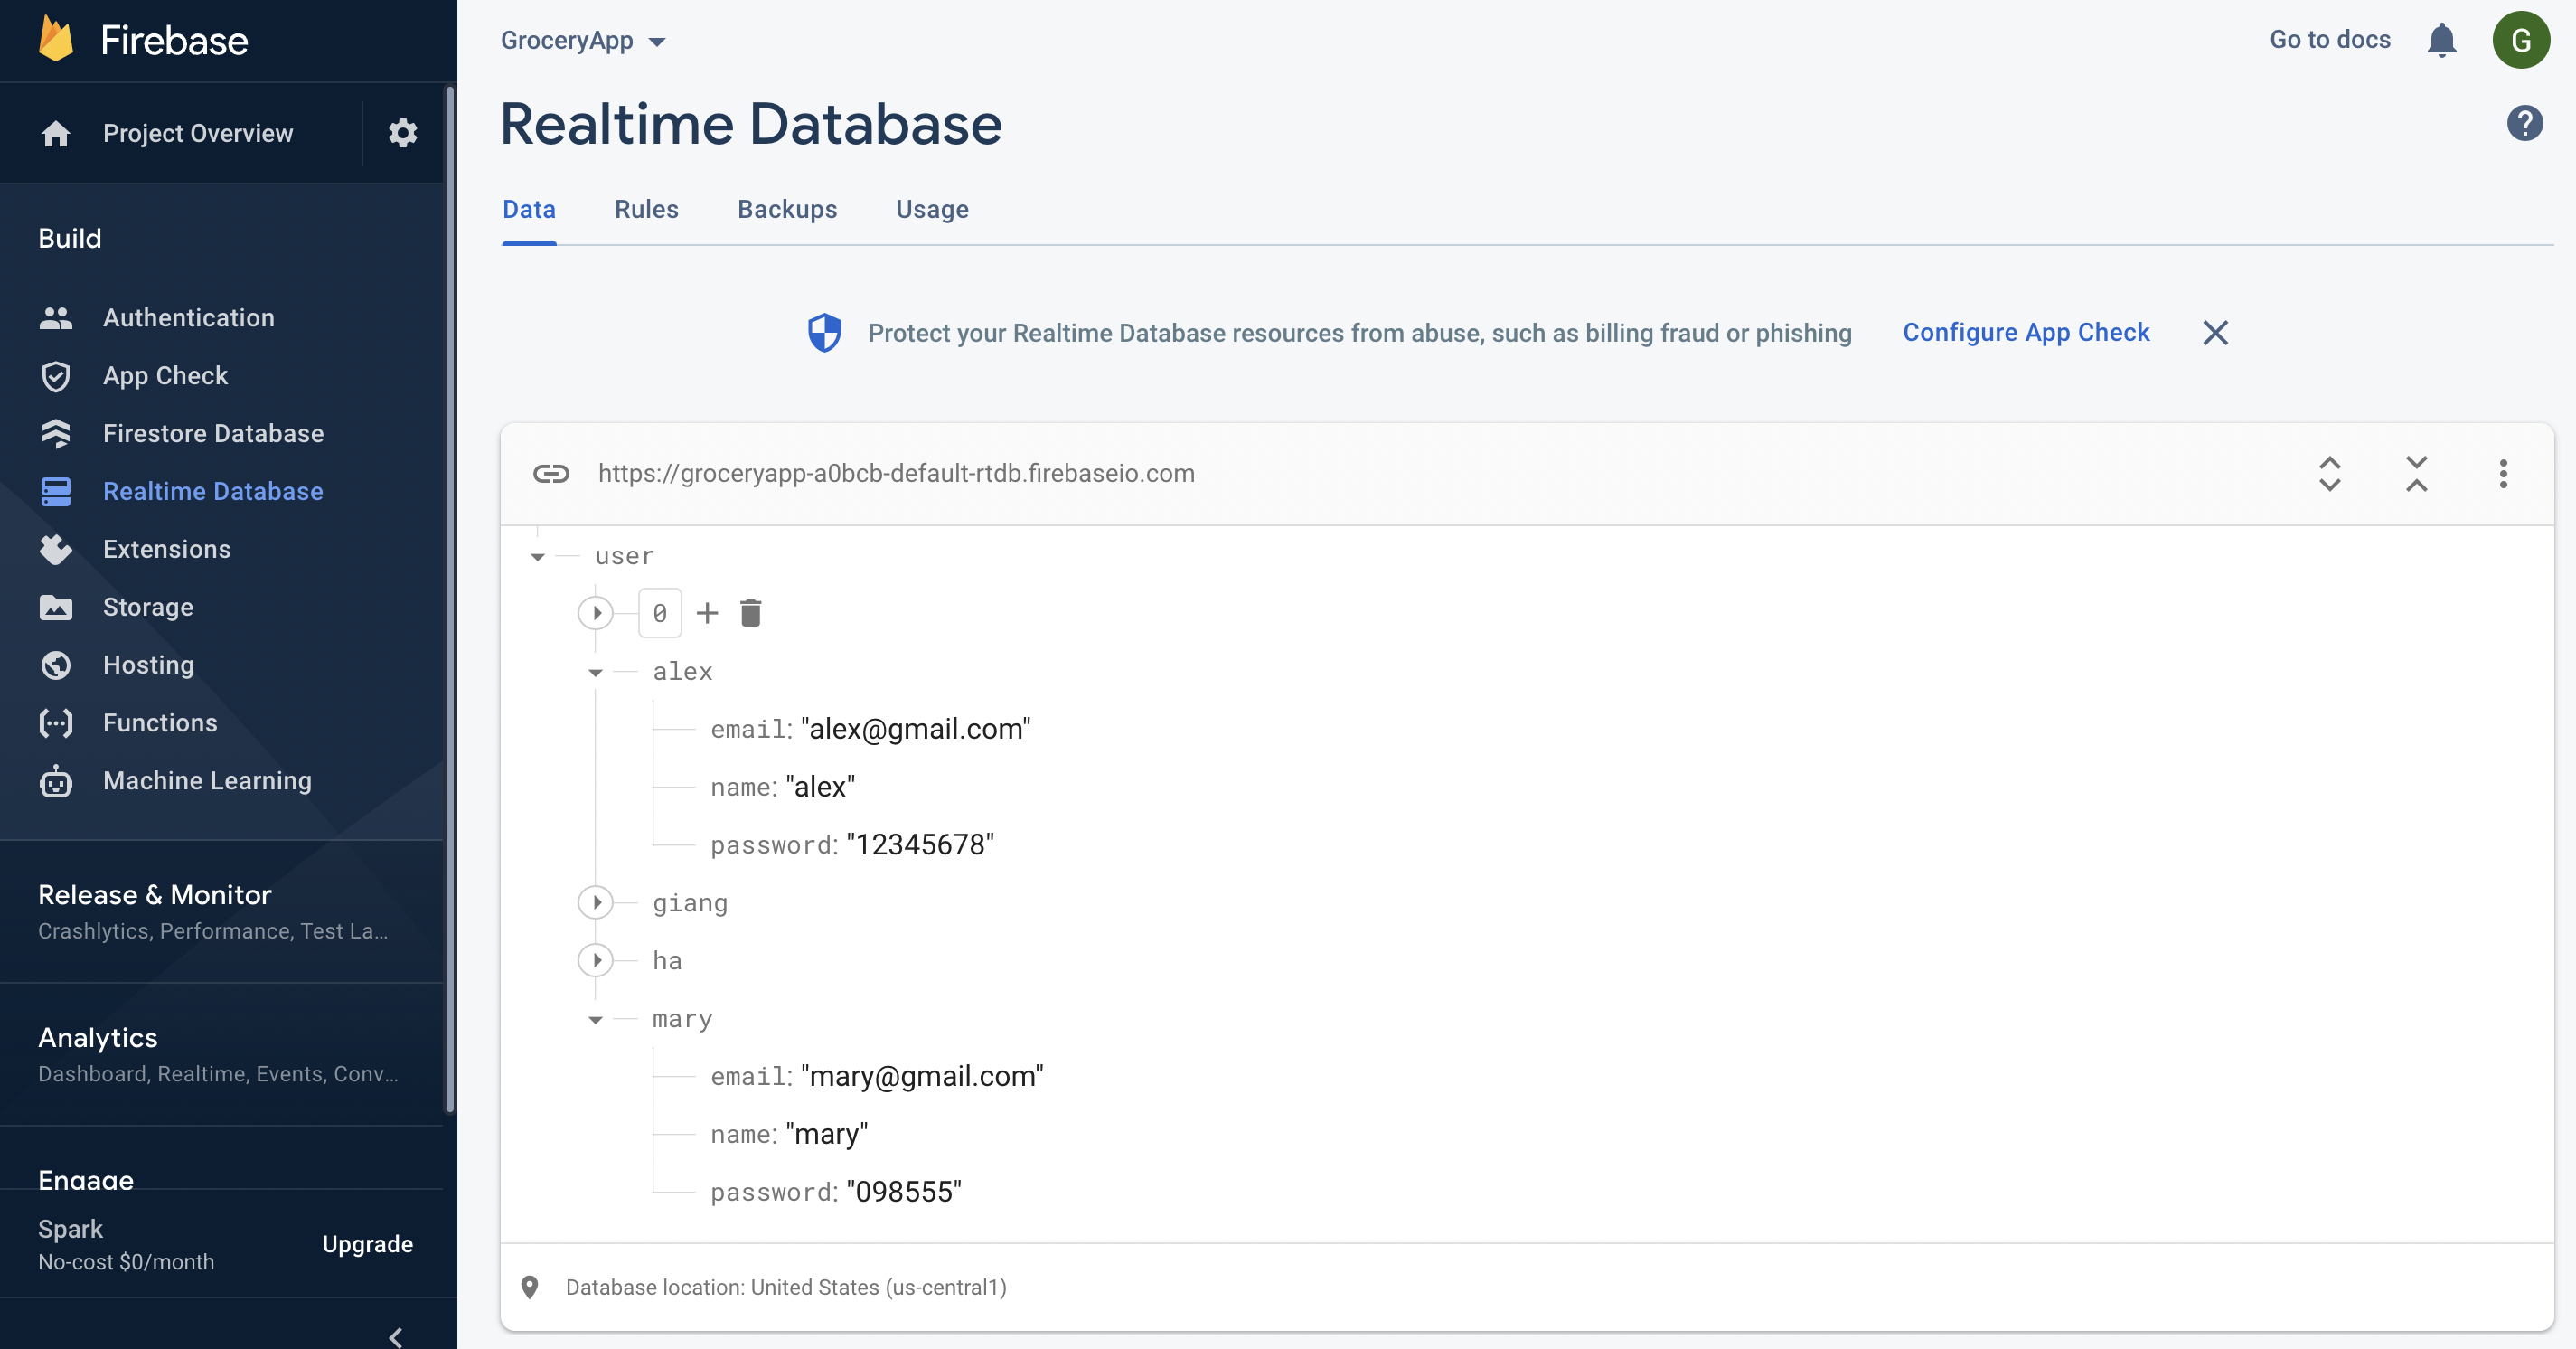 Firebase
Project Overview
Build
Authentication
App Check
Firestore Database
Realtime Database
Extensions
Storage
Hosting
Functions
Machine Learning
Release & Monitor
Crashlytics, Performance, Test La...
Analytics
Dashboard, Realtime, Events, Conv...
Engage
Spark
No-cost $0/month
Upgrade
GroceryApp
Go to docs
G
Realtime Database
?
Data Rules Backups Usage
Protect your Realtime Database resources from abuse, such as billing fraud or phishing Configure App Check
https://groceryapp-a0bcb-default-rtdb.firebaseio.com
user
0
alex
email: "alex@gmail.com"
name: "alex"
password: "12345678"
giang
ha
mary
email: "mary@gmail.com"
name: "mary"
password: "098555"
Database location: United States (us-central1)